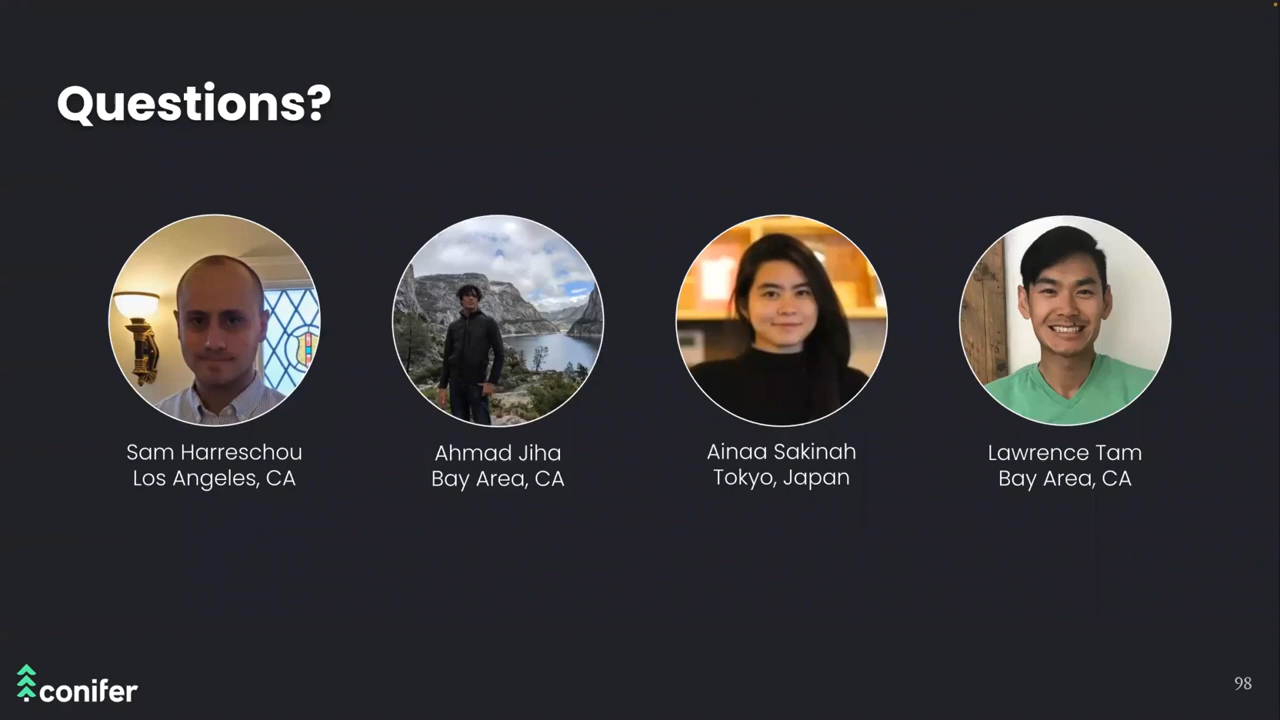 Questions?
Sam Harreschou
Los Angeles, CA
Ahmad Jiha
Bay Area, CA
Ainaa Sakinah
Tokyo, Japan
Lawrence Tam
Bay Area, CA
conifer
98